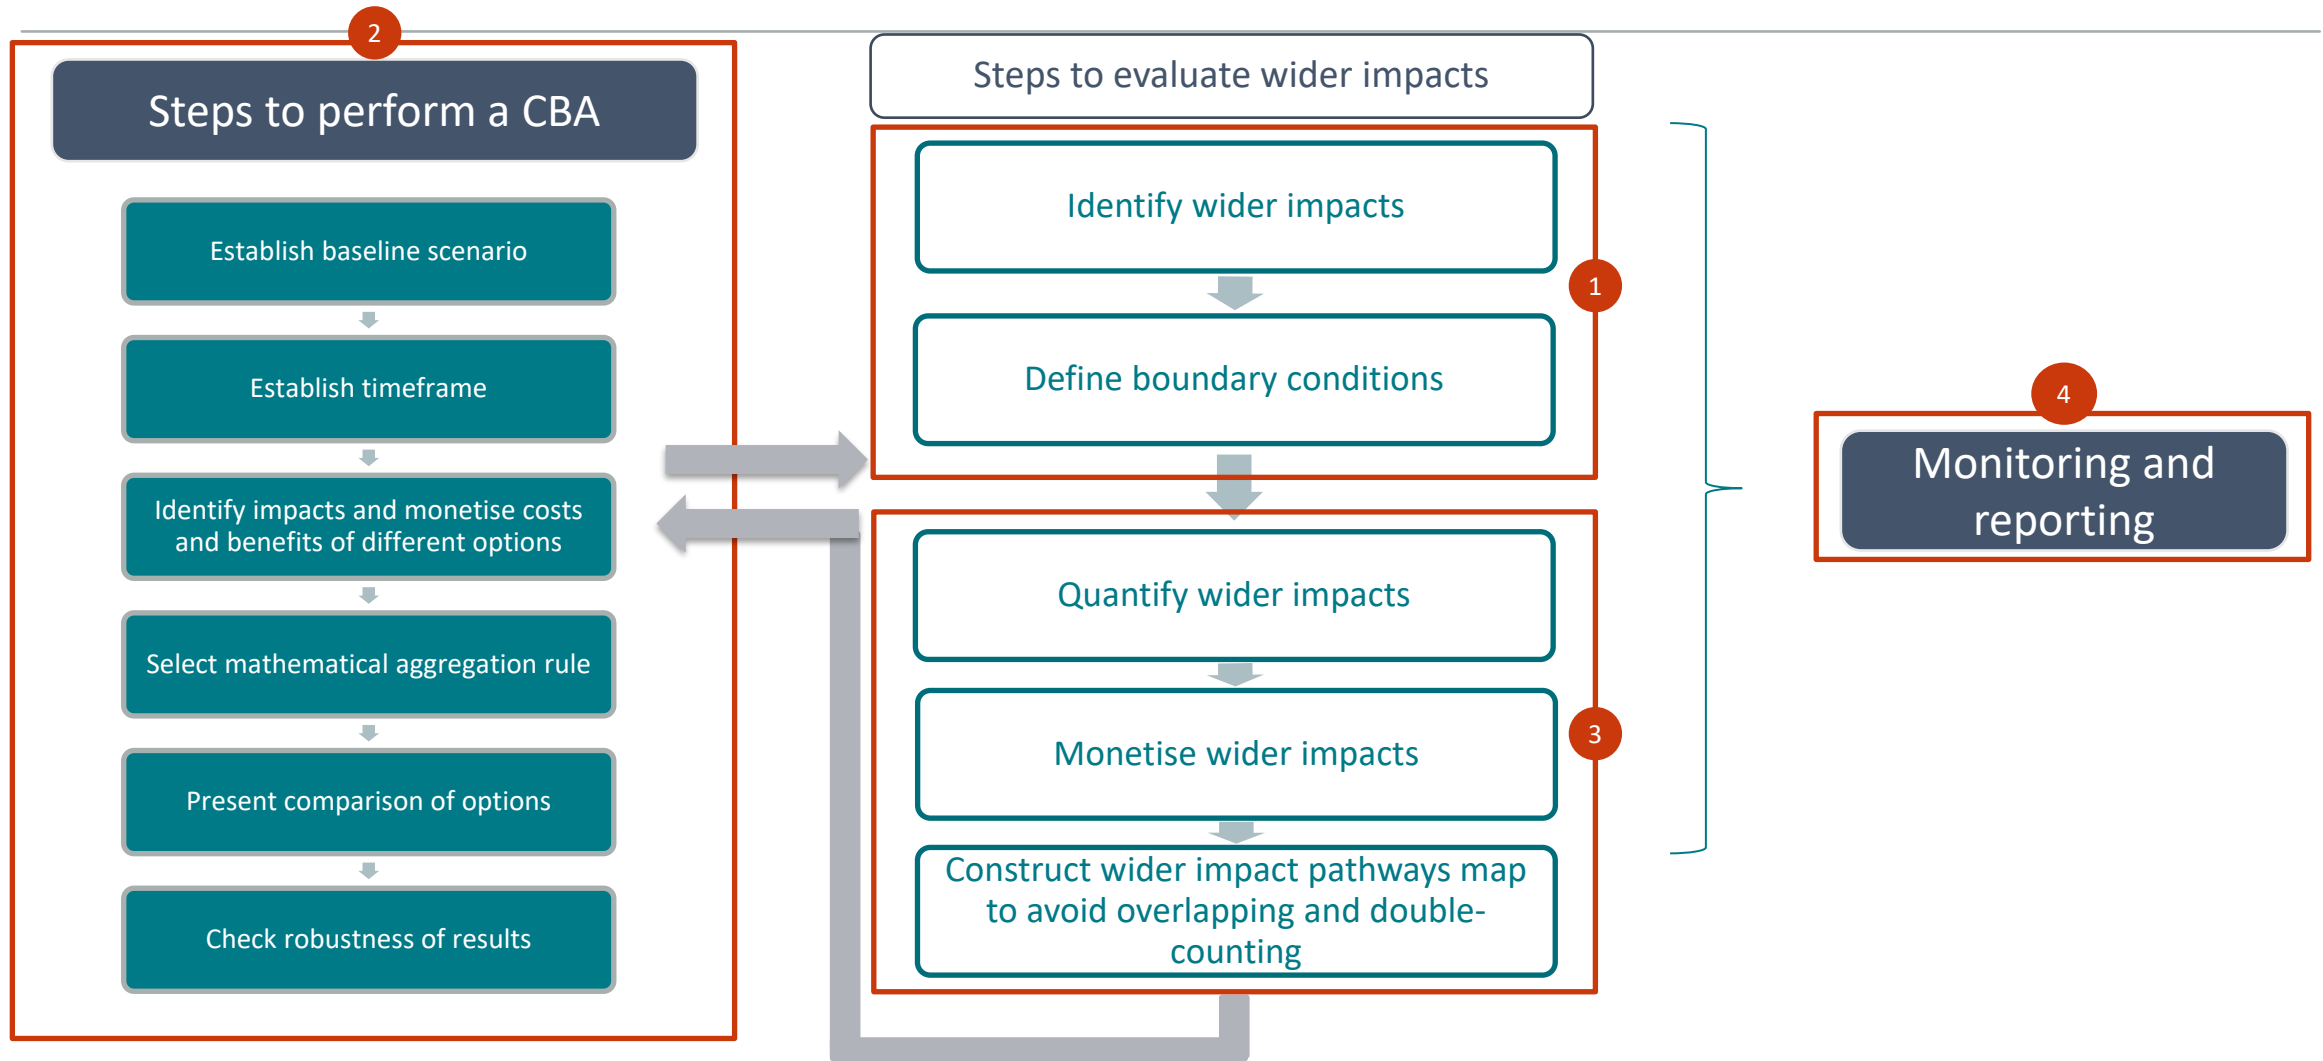 2
Steps to perform a CBA
Establish baseline scenario
Establish timeframe
Identify impacts and monetise costs
and benefits of different options
Select mathematical aggregation rule
Present comparison of options
Check robustness of results
Steps to evaluate wider impacts
Identify wider impacts
1
Define boundary conditions
Quantify wider impacts
Monetise wider impacts
3
Construct wider impact pathways map
to avoid overlapping and double-
counting
4
Monitoring and
reporting